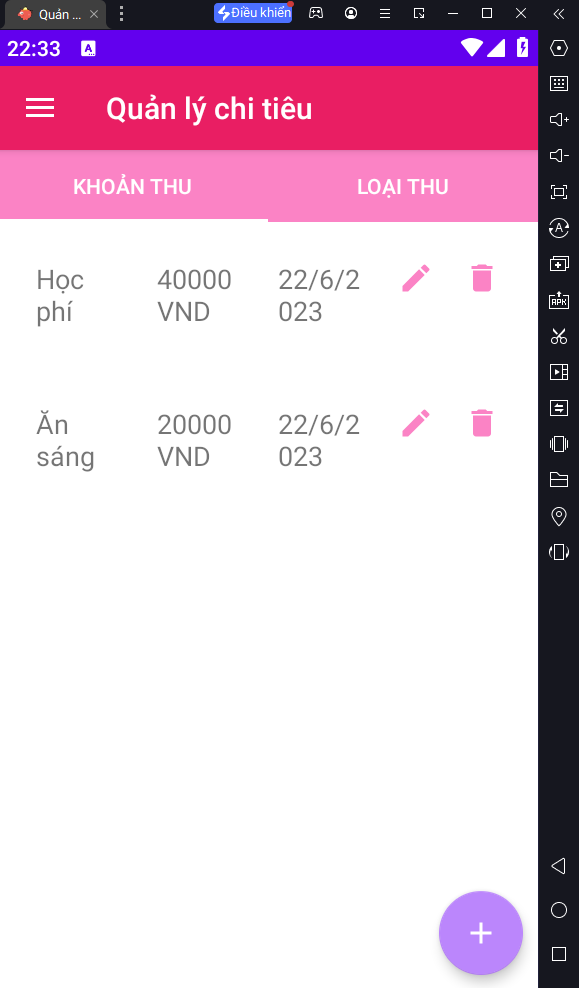 Quản ...
Điều khiển
22:33
A
Quản lý chi tiêu
KHOẢN THU
LOẠI THU
Học
phí
40000
VND
22/6/2
023
Ăn
sáng
20000
VND
22/6/2
023
A
APK